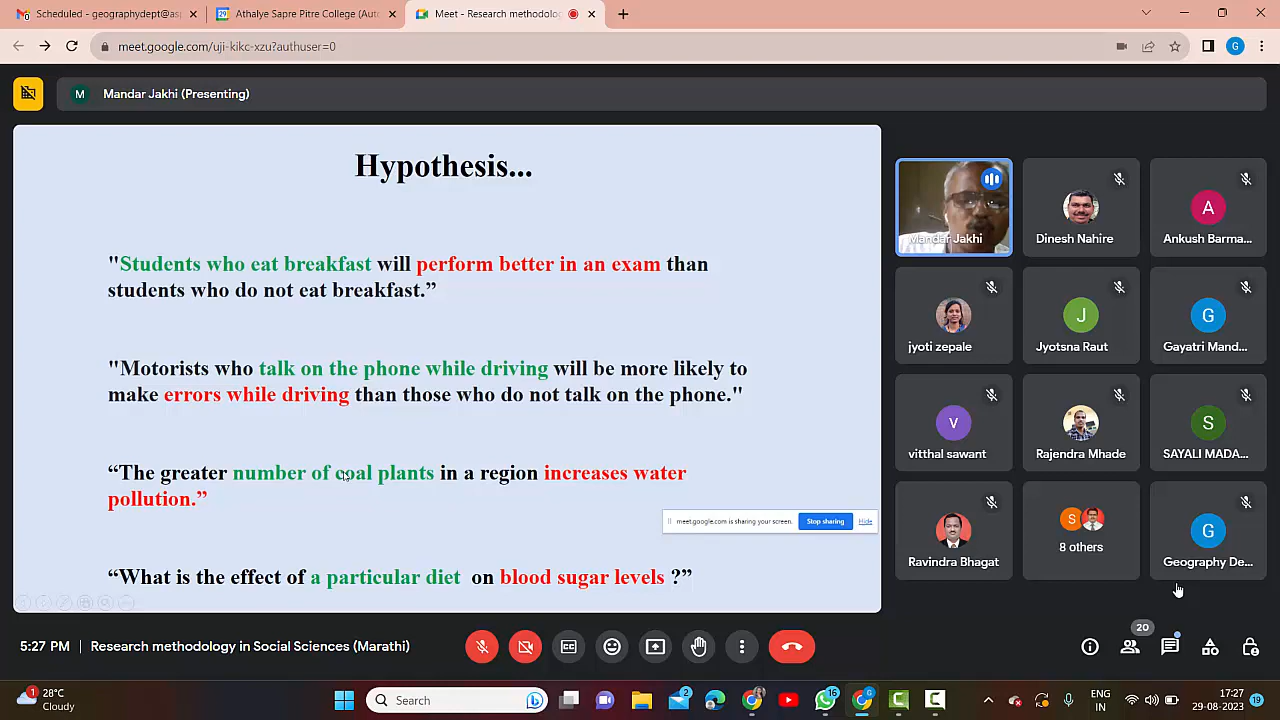 Scheduled - geographydept@asp
Athalye Sapre Pitre College (Auto
Meet - Research methodolo
meet.google.com/uji-kikc-xzu?authuser=0
G
M
Mandar Jakhi (Presenting)
Hypothesis...
"Students who eat breakfast will perform better in an exam than
students who do not eat breakfast.”
"Motorists who talk on the phone while driving will be more likely to
make errors while driving than those who do not talk on the phone."
“The greater number of coal plants in a region increases water
pollution.”
meet.google.com is sharing your screen.
Stop sharing
Hide
“What is the effect of a particular diet on blood sugar levels ?”
Mandar Jakhi
Dinesh Nahire
A
Ankush Barma...
jyoti zepale
J
Jyotsna Raut
G
Gayatri Mand...
v
vitthal sawant
Rajendra Mhade
S
SAYALI MADA...
Ravindra Bhagat
S
8 others
G
Geography De...
5:27 PM | Research methodology in Social Sciences (Marathi)
20
1
28°C
Cloudy
Search
2
16
G
ENG
IN
17:27
29-08-2023
19